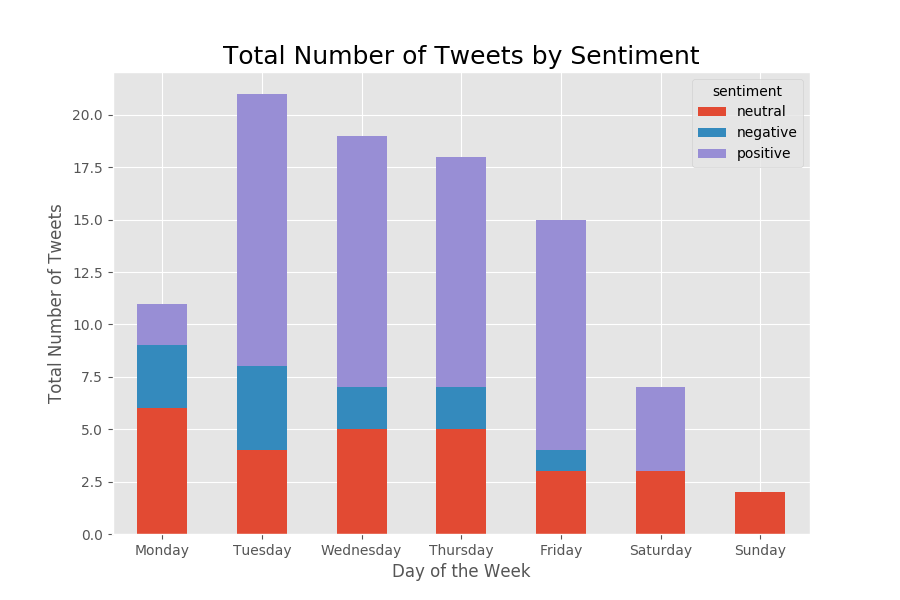 Total Number of Tweets by Sentiment
sentiment
neutral
negative
positive
Total Number of Tweets
20.0
17.5
15.0
12.5
10.0
7.5
5.0
2.5
0.0
Monday Tuesday Wednesday Thursday Friday Saturday Sunday
Day of the Week